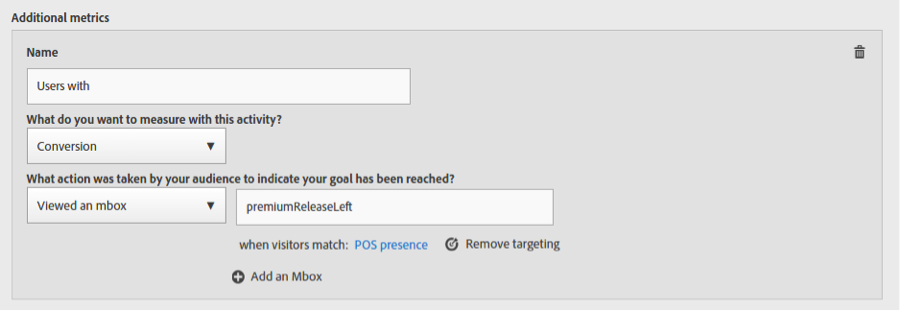 Additional metrics
Name
Users with
What do you want to measure with this activity?
Conversion
What action was taken by your audience to indicate your goal has been reached?
Viewed an mbox
premiumReleaseLeft
when visitors match: POS presence Remove targeting
Add an Mbox